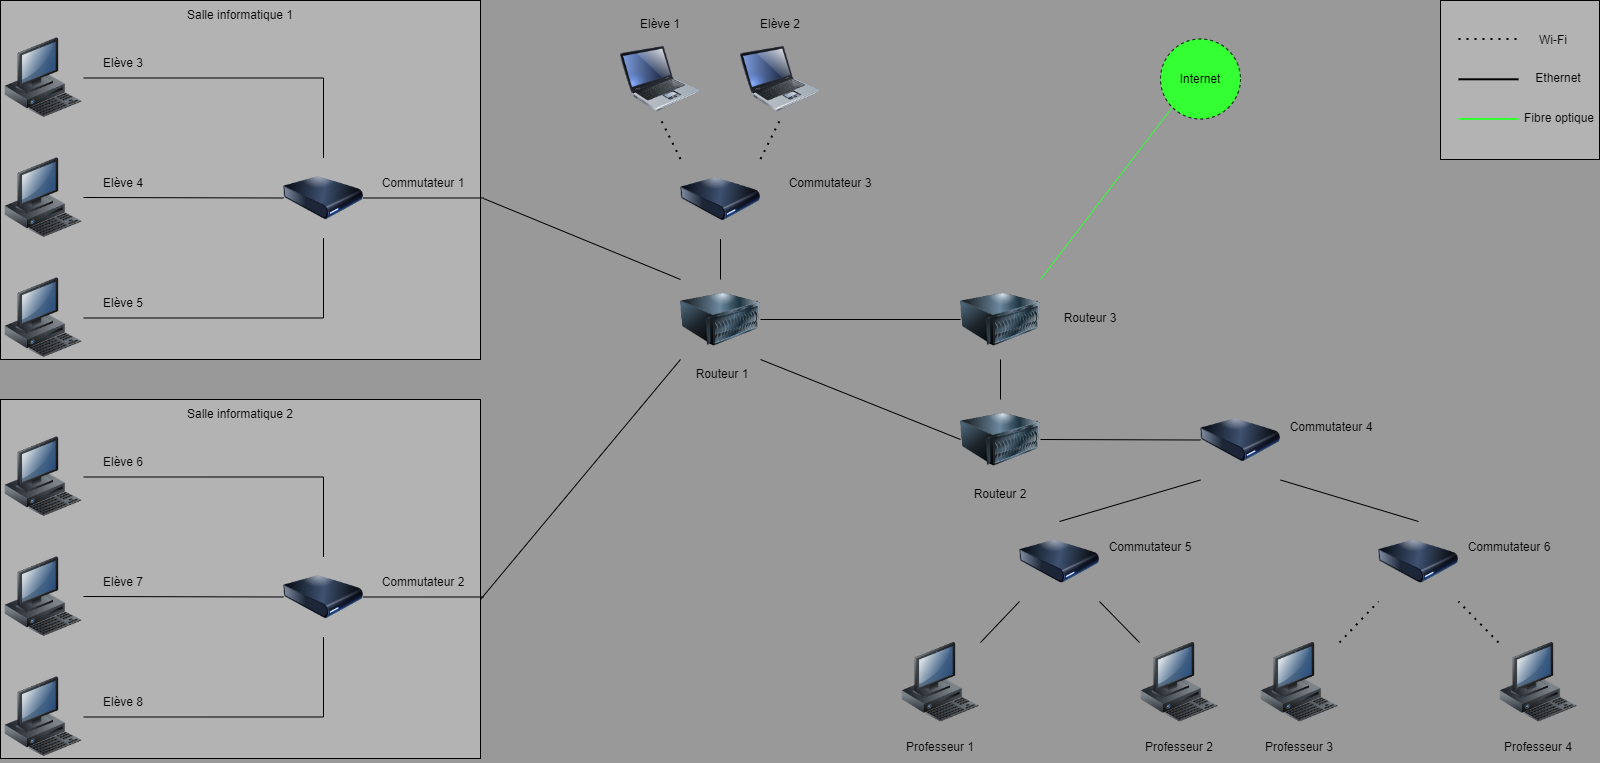 Salle informatique 1
Elève 3
Elève 4
Commutateur 1
Elève 5
Salle informatique 2
Elève 6
Elève 7
Commutateur 2
Elève 8
Elève 1
Elève 2
Commutateur 3
Internet
Wi-Fi
Ethernet
Fibre optique
Routeur 1
Routeur 3
Routeur 2
Commutateur 4
Commutateur 5
Commutateur 6
Professeur 1
Professeur 2
Professeur 3
Professeur 4